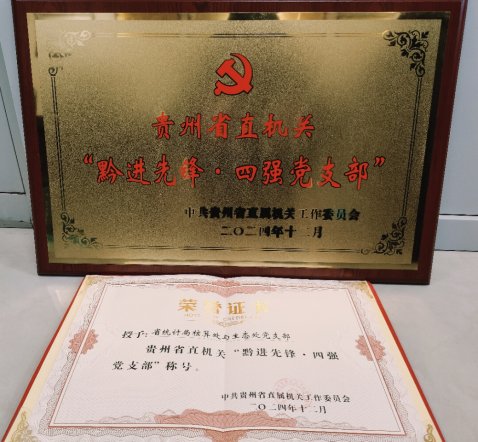 贵州省直机关
“黔进先锋·四强党支部”
中共贵州省直属机关工作委员会
二〇二四年十二月
荣誉证书
授予：省统计局核算处与生态处党支部
贵州省直机关“黔进先锋·四强
党支部”称号。
中共贵州省直属机关工作委员会
二〇二四年十二月